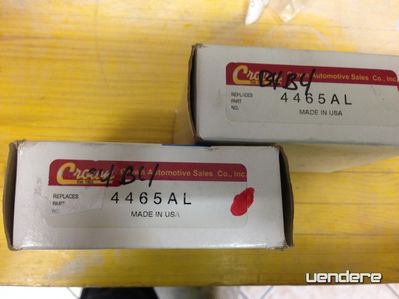 Automotive Sales Co., Inc.
REPLACES
PART
NO.
4465AL
MADE IN USA
Automotive Sales Co., Inc.
REPLACES
PART
NO.
4465AL
MADE IN USA
uendere